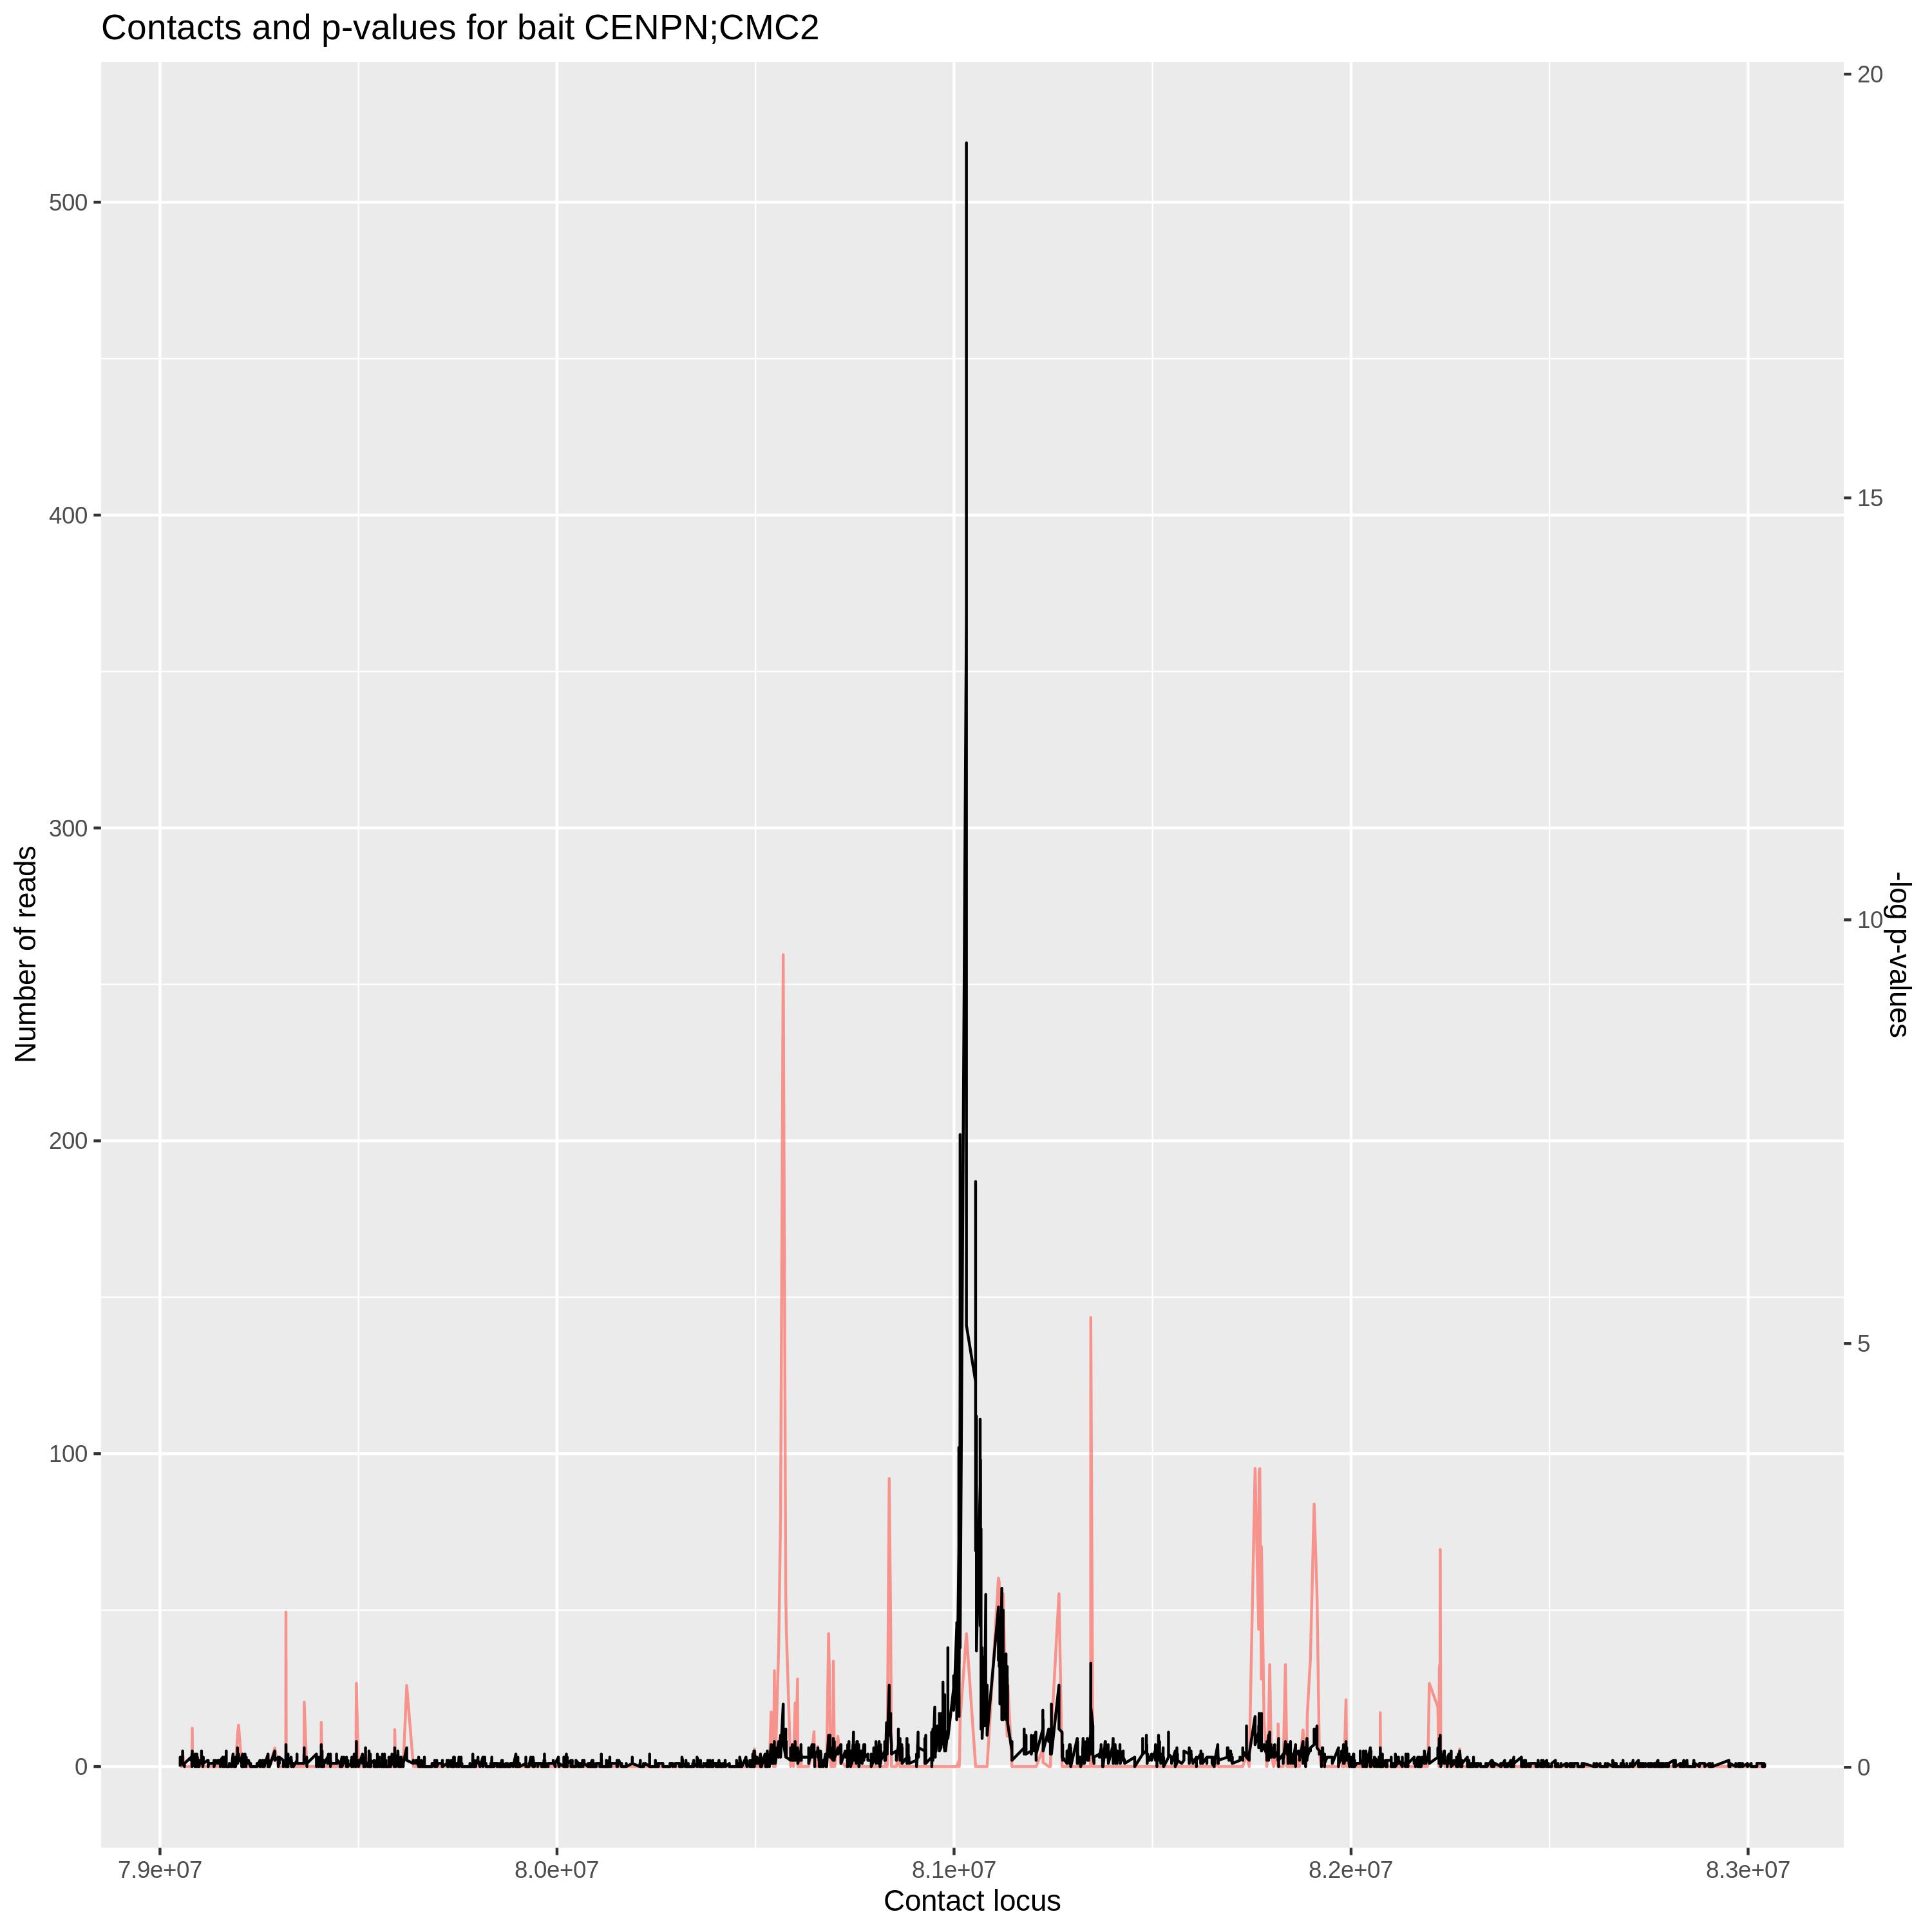 Contacts and p-values for bait CENPN;CMC2
Number of reads
500
400
300
200
100
0
20
15
10
5
0
-log p-values
7.9e+07
8.0e+07
8.1e+07
8.2e+07
8.3e+07
Contact locus